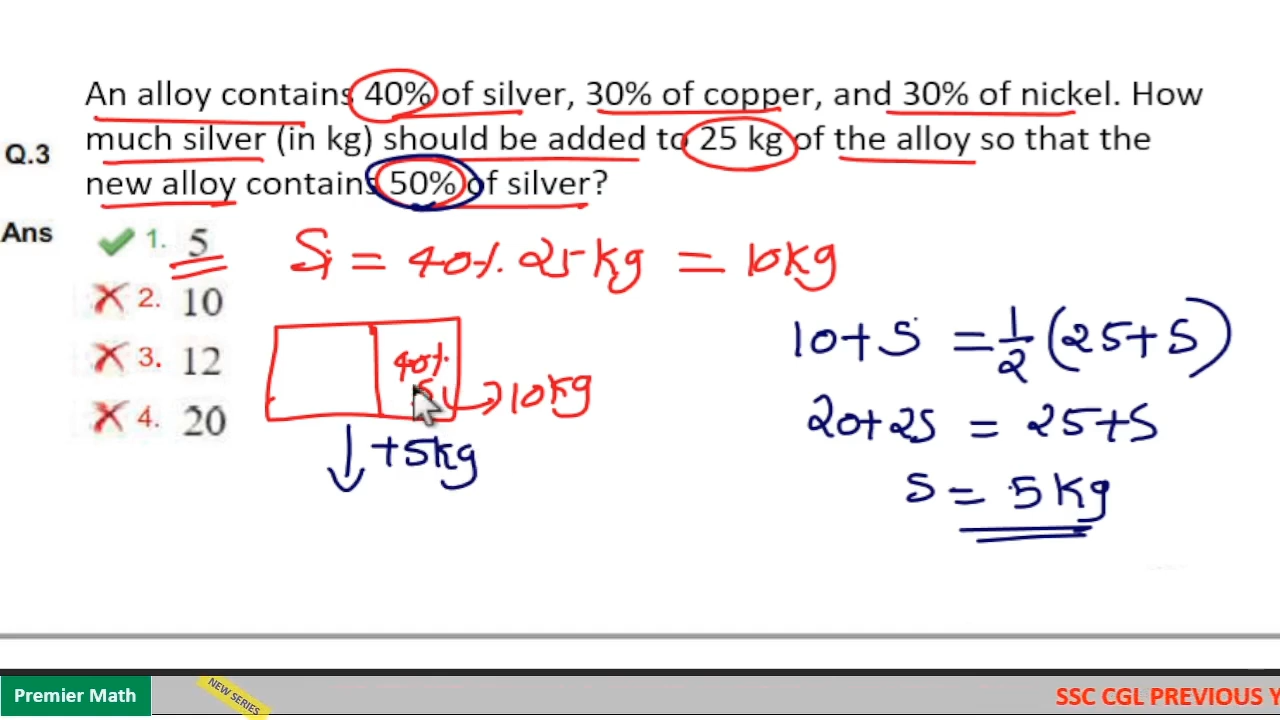 An alloy contains 40% of silver, 30% of copper, and 30% of nickel. How
Q.3
much silver (in kg) should be added to 25 kg of the alloy so that the
new alloy contains 50% of silver?
Ans
1. 5
2. 10
3. 12
4. 20
Si = 40% 25 kg = 10 kg
40%
S
10 kg
+5kg
10+S = 1/2 (25+S)
20+2S = 25+S
S = 5 Kg
Premier Math
NEW SERIES
SSC CGL PREVIOUS Y